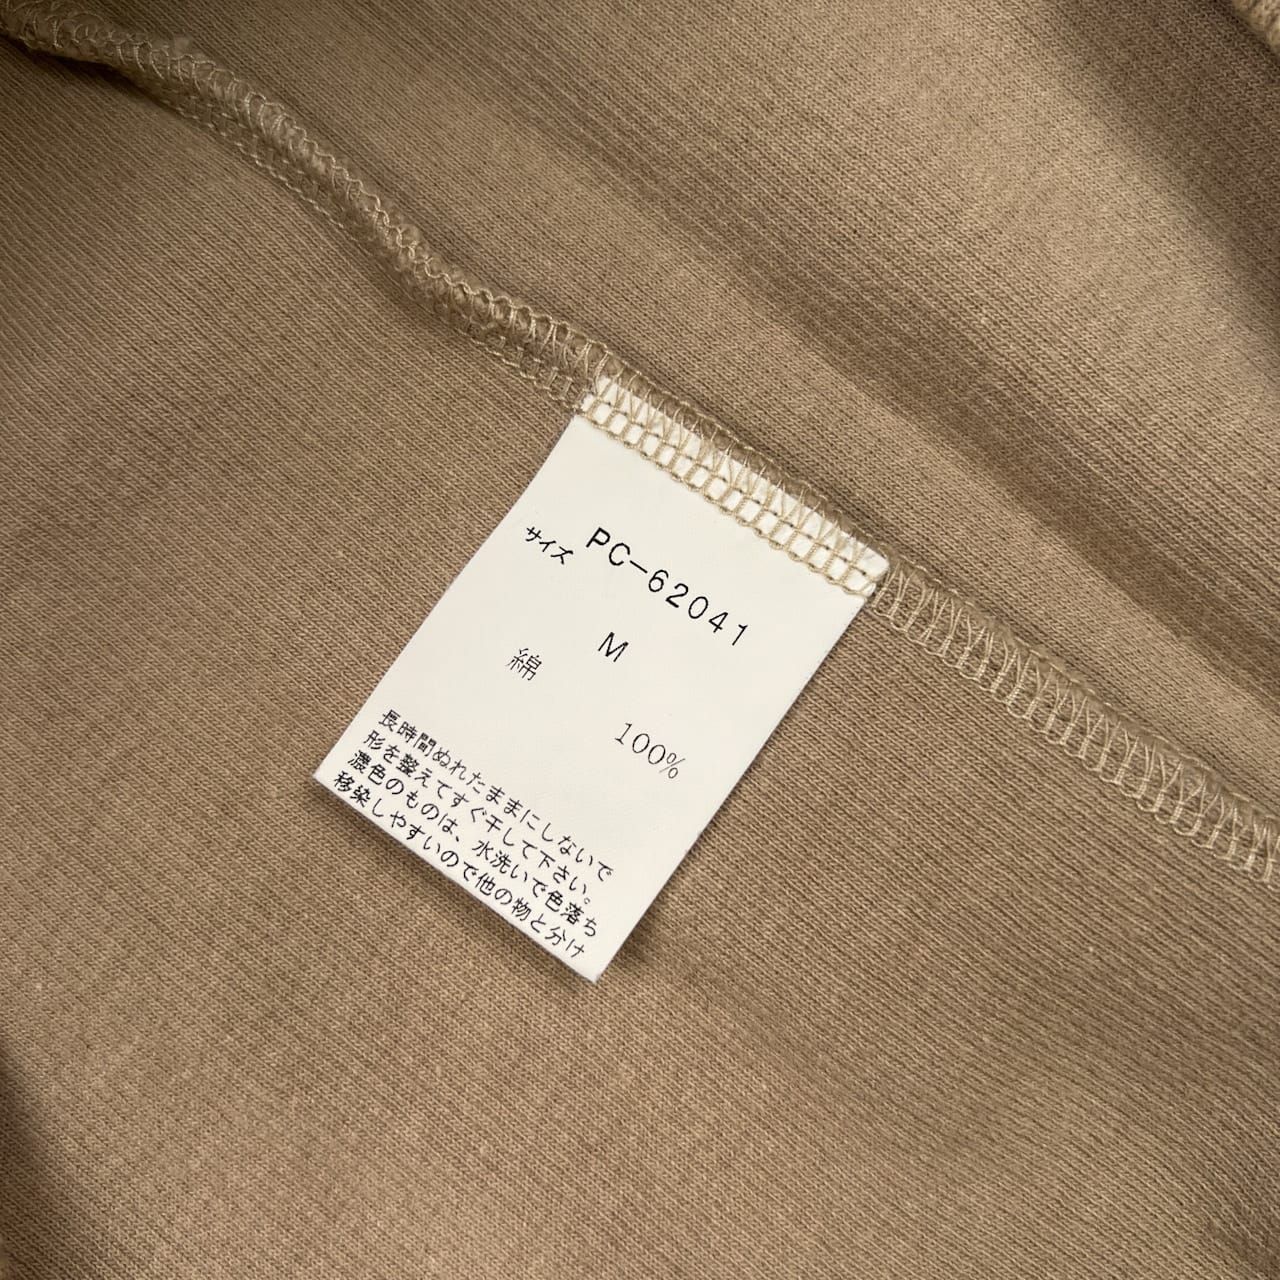 PC-62041
サイズ M
綿 100%
長時間ぬれたままにしないで
形を整えてすぐ干して下さい。
濃色のものは、水洗いで色落ち
移染しやすいので他の物と分け